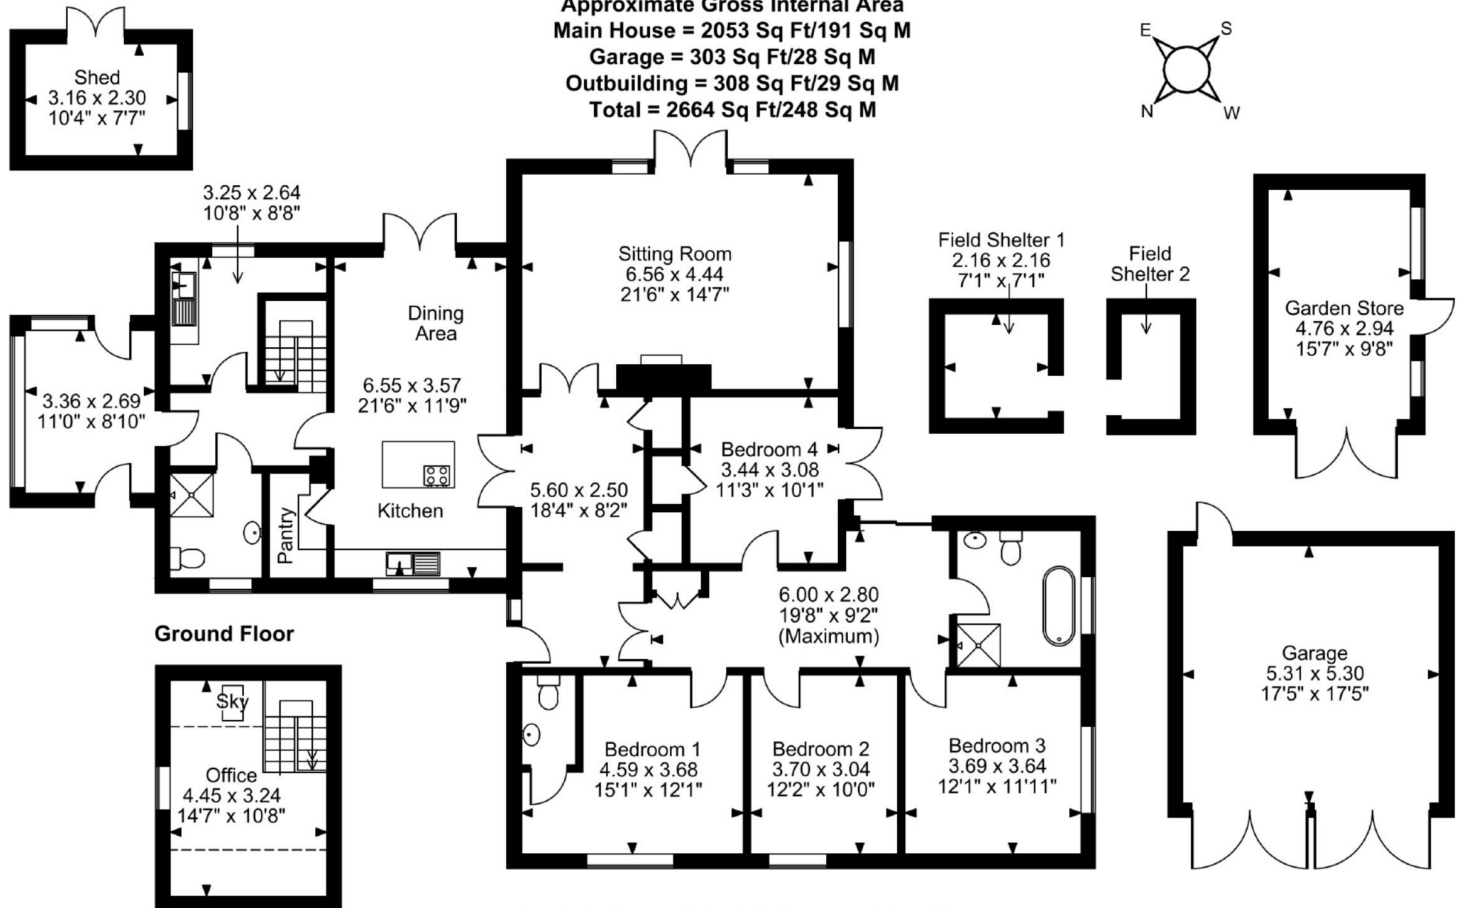 Approximate Gross Internal Area
Main House = 2053 Sq Ft/191 Sq M
Garage = 303 Sq Ft/28 Sq M
Outbuilding = 308 Sq Ft/29 Sq M
Total = 2664 Sq Ft/248 Sq M
E
S
N
W
Shed
3.16 x 2.30
10'4" x 7'7"
3.25 x 2.64
10'8" x 8'8"
Sitting Room
6.56 x 4.44
21'6" x 14'7"
Field Shelter 1
2.16 x 2.16
7'1" x 7'1"
Field
Shelter 2
Garden Store
4.76 x 2.94
15'7" x 9'8"
Dining
Area
6.55 x 3.57
21'6" x 11'9"
3.36 x 2.69
11'0" x 8'10"
Kitchen
Pantry
5.60 x 2.50
18'4" x 8'2"
Bedroom 4
3.44 x 3.08
11'3" x 10'1"
6.00 x 2.80
19'8" x 9'2"
(Maximum)
Ground Floor
Garage
5.31 x 5.30
17'5" x 17'5"
Sky
Office
4.45 x 3.24
14'7" x 10'8"
Bedroom 1
4.59 x 3.68
15'1" x 12'1"
Bedroom 2
3.70 x 3.04
12'2" x 10'0"
Bedroom 3
3.69 x 3.64
12'1" x 11'11"